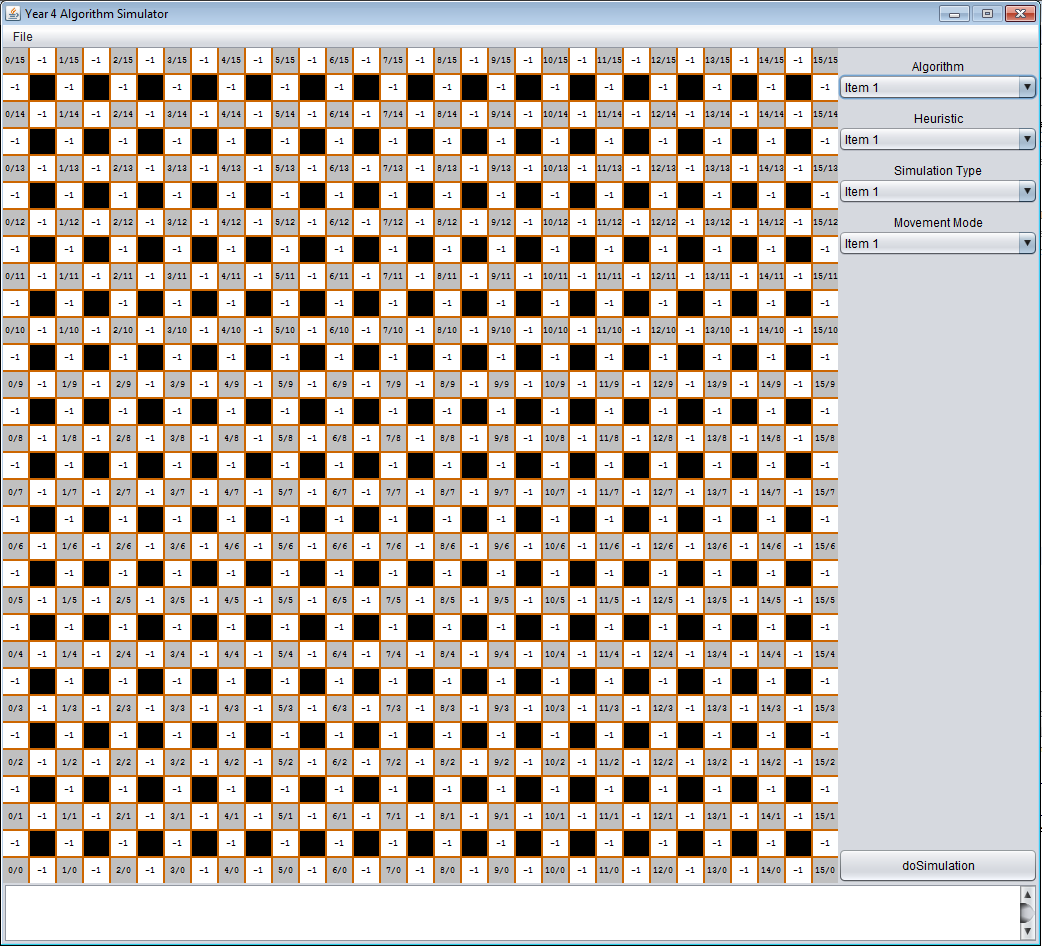 Year 4 Algorithm Simulator
File
0/15 -1 1/15 -1 2/15 -1 3/15 -1 4/15 -1 5/15 -1 6/15 -1 7/15 -1 8/15 -1 9/15 -1 10/15 -1 11/15 -1 12/15 -1 13/15 -1 14/15 -1 15/15
-1 -1 -1 -1 -1 -1 -1 -1 -1 -1 -1 -1 -1 -1 -1 -1
0/14 -1 1/14 -1 2/14 -1 3/14 -1 4/14 -1 5/14 -1 6/14 -1 7/14 -1 8/14 -1 9/14 -1 10/14 -1 11/14 -1 12/14 -1 13/14 -1 14/14 -1 15/14
-1 -1 -1 -1 -1 -1 -1 -1 -1 -1 -1 -1 -1 -1 -1 -1
0/13 -1 1/13 -1 2/13 -1 3/13 -1 4/13 -1 5/13 -1 6/13 -1 7/13 -1 8/13 -1 9/13 -1 10/13 -1 11/13 -1 12/13 -1 13/13 -1 14/13 -1 15/13
-1 -1 -1 -1 -1 -1 -1 -1 -1 -1 -1 -1 -1 -1 -1 -1
0/12 -1 1/12 -1 2/12 -1 3/12 -1 4/12 -1 5/12 -1 6/12 -1 7/12 -1 8/12 -1 9/12 -1 10/12 -1 11/12 -1 12/12 -1 13/12 -1 14/12 -1 15/12
-1 -1 -1 -1 -1 -1 -1 -1 -1 -1 -1 -1 -1 -1 -1 -1
0/11 -1 1/11 -1 2/11 -1 3/11 -1 4/11 -1 5/11 -1 6/11 -1 7/11 -1 8/11 -1 9/11 -1 10/11 -1 11/11 -1 12/11 -1 13/11 -1 14/11 -1 15/11
-1 -1 -1 -1 -1 -1 -1 -1 -1 -1 -1 -1 -1 -1 -1 -1
0/10 -1 1/10 -1 2/10 -1 3/10 -1 4/10 -1 5/10 -1 6/10 -1 7/10 -1 8/10 -1 9/10 -1 10/10 -1 11/10 -1 12/10 -1 13/10 -1 14/10 -1 15/10
-1 -1 -1 -1 -1 -1 -1 -1 -1 -1 -1 -1 -1 -1 -1 -1
0/9 -1 1/9 -1 2/9 -1 3/9 -1 4/9 -1 5/9 -1 6/9 -1 7/9 -1 8/9 -1 9/9 -1 10/9 -1 11/9 -1 12/9 -1 13/9 -1 14/9 -1 15/9
-1 -1 -1 -1 -1 -1 -1 -1 -1 -1 -1 -1 -1 -1 -1 -1
0/8 -1 1/8 -1 2/8 -1 3/8 -1 4/8 -1 5/8 -1 6/8 -1 7/8 -1 8/8 -1 9/8 -1 10/8 -1 11/8 -1 12/8 -1 13/8 -1 14/8 -1 15/8
-1 -1 -1 -1 -1 -1 -1 -1 -1 -1 -1 -1 -1 -1 -1 -1
0/7 -1 1/7 -1 2/7 -1 3/7 -1 4/7 -1 5/7 -1 6/7 -1 7/7 -1 8/7 -1 9/7 -1 10/7 -1 11/7 -1 12/7 -1 13/7 -1 14/7 -1 15/7
-1 -1 -1 -1 -1 -1 -1 -1 -1 -1 -1 -1 -1 -1 -1 -1
0/6 -1 1/6 -1 2/6 -1 3/6 -1 4/6 -1 5/6 -1 6/6 -1 7/6 -1 8/6 -1 9/6 -1 10/6 -1 11/6 -1 12/6 -1 13/6 -1 14/6 -1 15/6
-1 -1 -1 -1 -1 -1 -1 -1 -1 -1 -1 -1 -1 -1 -1 -1
0/5 -1 1/5 -1 2/5 -1 3/5 -1 4/5 -1 5/5 -1 6/5 -1 7/5 -1 8/5 -1 9/5 -1 10/5 -1 11/5 -1 12/5 -1 13/5 -1 14/5 -1 15/5
-1 -1 -1 -1 -1 -1 -1 -1 -1 -1 -1 -1 -1 -1 -1 -1
0/4 -1 1/4 -1 2/4 -1 3/4 -1 4/4 -1 5/4 -1 6/4 -1 7/4 -1 8/4 -1 9/4 -1 10/4 -1 11/4 -1 12/4 -1 13/4 -1 14/4 -1 15/4
-1 -1 -1 -1 -1 -1 -1 -1 -1 -1 -1 -1 -1 -1 -1 -1
0/3 -1 1/3 -1 2/3 -1 3/3 -1 4/3 -1 5/3 -1 6/3 -1 7/3 -1 8/3 -1 9/3 -1 10/3 -1 11/3 -1 12/3 -1 13/3 -1 14/3 -1 15/3
-1 -1 -1 -1 -1 -1 -1 -1 -1 -1 -1 -1 -1 -1 -1 -1
0/2 -1 1/2 -1 2/2 -1 3/2 -1 4/2 -1 5/2 -1 6/2 -1 7/2 -1 8/2 -1 9/2 -1 10/2 -1 11/2 -1 12/2 -1 13/2 -1 14/2 -1 15/2
-1 -1 -1 -1 -1 -1 -1 -1 -1 -1 -1 -1 -1 -1 -1 -1
0/1 -1 1/1 -1 2/1 -1 3/1 -1 4/1 -1 5/1 -1 6/1 -1 7/1 -1 8/1 -1 9/1 -1 10/1 -1 11/1 -1 12/1 -1 13/1 -1 14/1 -1 15/1
-1 -1 -1 -1 -1 -1 -1 -1 -1 -1 -1 -1 -1 -1 -1 -1
0/0 -1 1/0 -1 2/0 -1 3/0 -1 4/0 -1 5/0 -1 6/0 -1 7/0 -1 8/0 -1 9/0 -1 10/0 -1 11/0 -1 12/0 -1 13/0 -1 14/0 -1 15/0
Algorithm
Item 1
Heuristic
Item 1
Simulation Type
Item 1
Movement Mode
Item 1
doSimulation